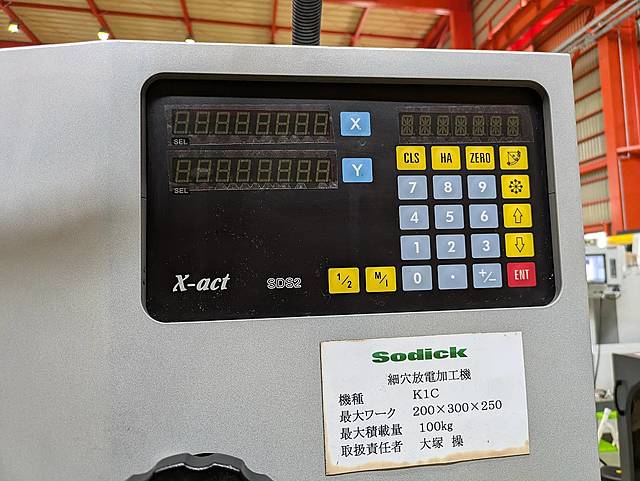 X
SEL
Y
SEL
CLS HA ZERO
7 8 9
4 5 6
1 2 3
X-act SDS2 1/2 M/I 0 . +/- ENT
Sodick
細穴放電加工機
機種 K1C
最大ワーク 200×300×250
最大積載量 100kg
取扱責任者 大塚 操